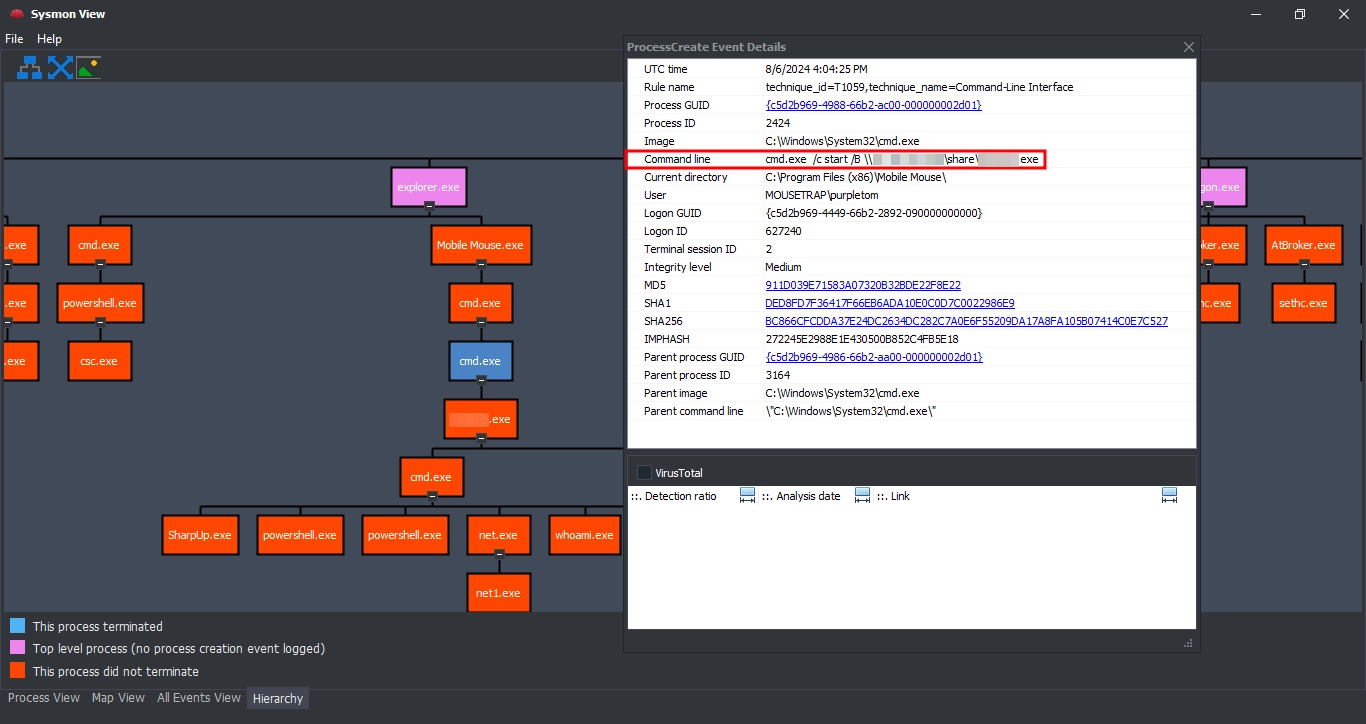 Sysmon View
File Help
ProcessCreate Event Details
UTC time 8/6/2024 4:04:25 PM
Rule name technique_id=T1059,technique_name=Command-Line Interface
Process GUID {c5d2b969-4988-66b2-ac00-000000002d01}
Process ID 2424
Image C:\Windows\System32\cmd.exe
Command line cmd.exe /c start /B \\ \share\ exe
Current directory C:\Program Files (x86)\Mobile Mouse\
User MOUSETRAP\purpletom
Logon GUID {c5d2b969-4449-66b2-2892-090000000000}
Logon ID 627240
Terminal session ID 2
Integrity level Medium
MD5 911D039E71583A07320B32BDE22F8E22
SHA1 DED8FD7F36417F66EB6ADA10E0C0D7C0022986E9
SHA256 BC866CFCDDA37E24DC2634DC282C7A0E6F55209DA17A8FA105B07414C0E7C527
IMPHASH 272245E2988E1E430500B852C4FB5E18
Parent process GUID {c5d2b969-4986-66b2-aa00-000000002d01}
Parent process ID 3164
Parent image C:\Windows\System32\cmd.exe
Parent command line \"C:\Windows\System32\cmd.exe\"
VirusTotal
::. Detection ratio ::. Analysis date ::. Link
explorer.exe gon.exe
.exe cmd.exe Mobile Mouse.exe ker.exe AtBroker.exe
.exe powershell.exe cmd.exe hc.exe sethc.exe
.exe csc.exe cmd.exe
.exe
cmd.exe
SharpUp.exe powershell.exe powershell.exe net.exe whoami.exe
net1.exe
This process terminated
Top level process (no process creation event logged)
This process did not terminate
Process View Map View All Events View Hierarchy